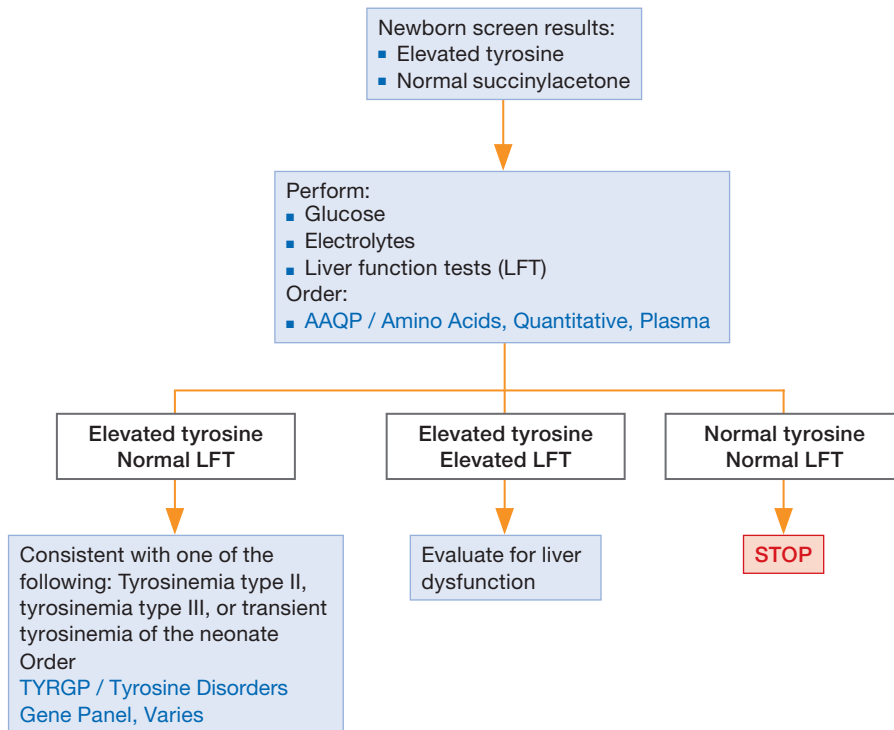 Newborn screen results:
▪ Elevated tyrosine
▪ Normal succinylacetone
Perform:
▪ Glucose
▪ Electrolytes
▪ Liver function tests (LFT)
Order:
▪ AAQP / Amino Acids, Quantitative, Plasma
Elevated tyrosine
Normal LFT
Elevated tyrosine
Elevated LFT
Normal tyrosine
Normal LFT
Consistent with one of the
following: Tyrosinemia type II,
tyrosinemia type III, or transient
tyrosinemia of the neonate
Order
TYRGP / Tyrosine Disorders
Gene Panel, Varies
Evaluate for liver
dysfunction
STOP